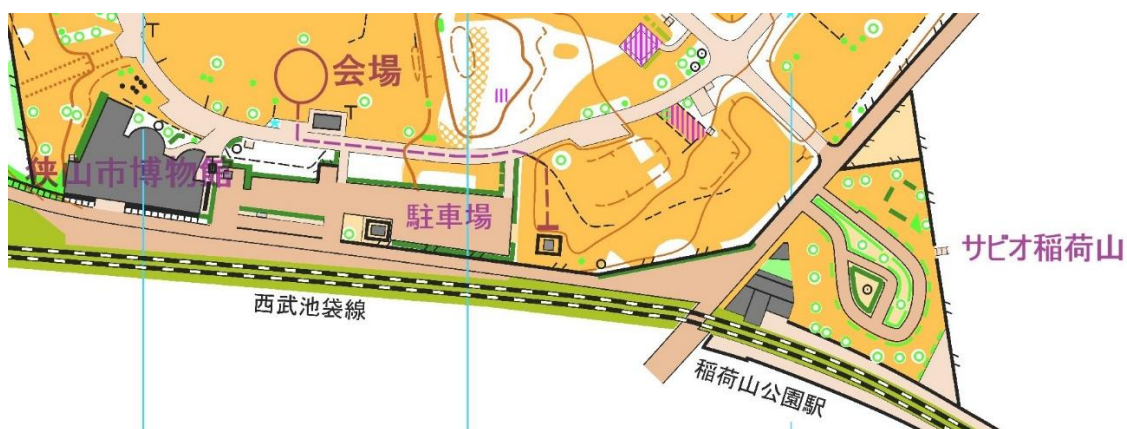 会場
狭山市博物館
駐車場
サビオ稲荷山
西武池袋線
稲荷山公園駅